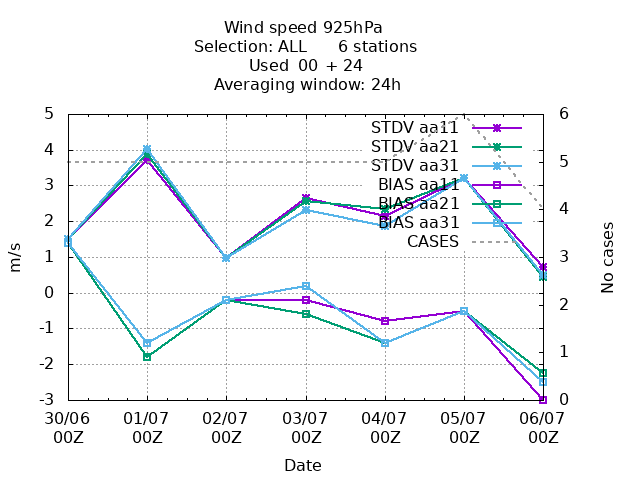 Wind speed 925hPa
Selection: ALL 6 stations
Used 00 + 24
Averaging window: 24h
5
4
3
2
1
0
-1
-2
-3
m/s
6
5
4
3
2
1
0
No cases
STDV aa11
STDV aa21
STDV aa31
BIAS aa11
BIAS aa21
BIAS aa31
CASES
30/06 01/07 02/07 03/07 04/07 05/07 06/07
00Z 00Z 00Z 00Z 00Z 00Z 00Z
Date